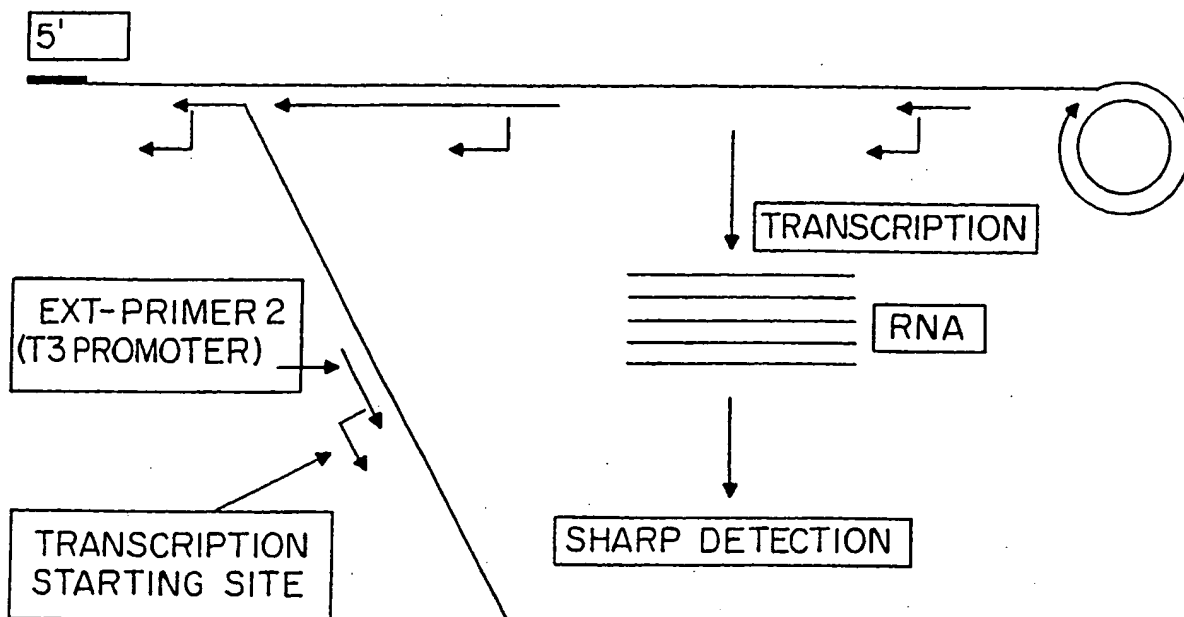 5'
TRANSCRIPTION
EXT-PRIMER 2
(T3 PROMOTER)
RNA
TRANSCRIPTION
STARTING SITE
SHARP DETECTION